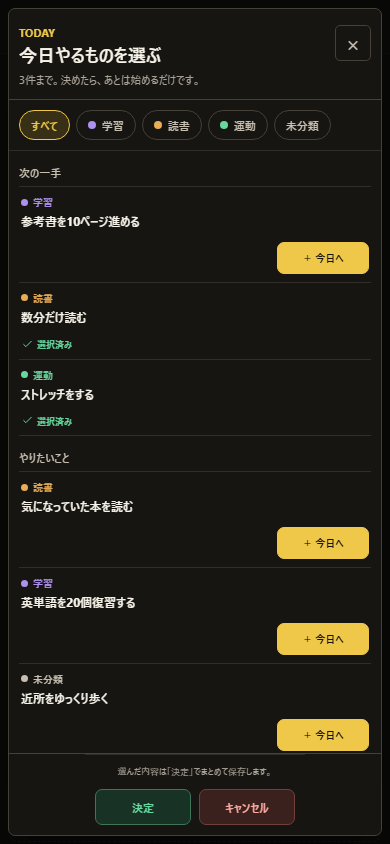 TODAY
今日やるものを選ぶ
3件まで。決めたら、あとは始めるだけです。
すべて 学習 読書 運動 未分類
次の一手
学習
参考書を10ページ進める
+ 今日へ
読書
数分だけ読む
✓ 選択済み
運動
ストレッチをする
✓ 選択済み
やりたいこと
読書
気になっていた本を読む
+ 今日へ
学習
英単語を20個復習する
+ 今日へ
未分類
近所をゆっくり歩く
+ 今日へ
選んだ内容は「決定」でまとめて保存します。
決定 キャンセル